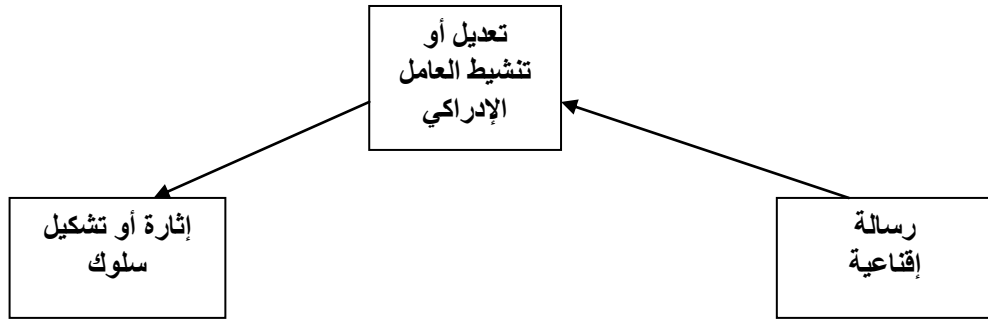 تعديل أو
تنشيط العامل
الإدراكي
رسالة
إقناعية
إثارة أو تشكيل
سلوك